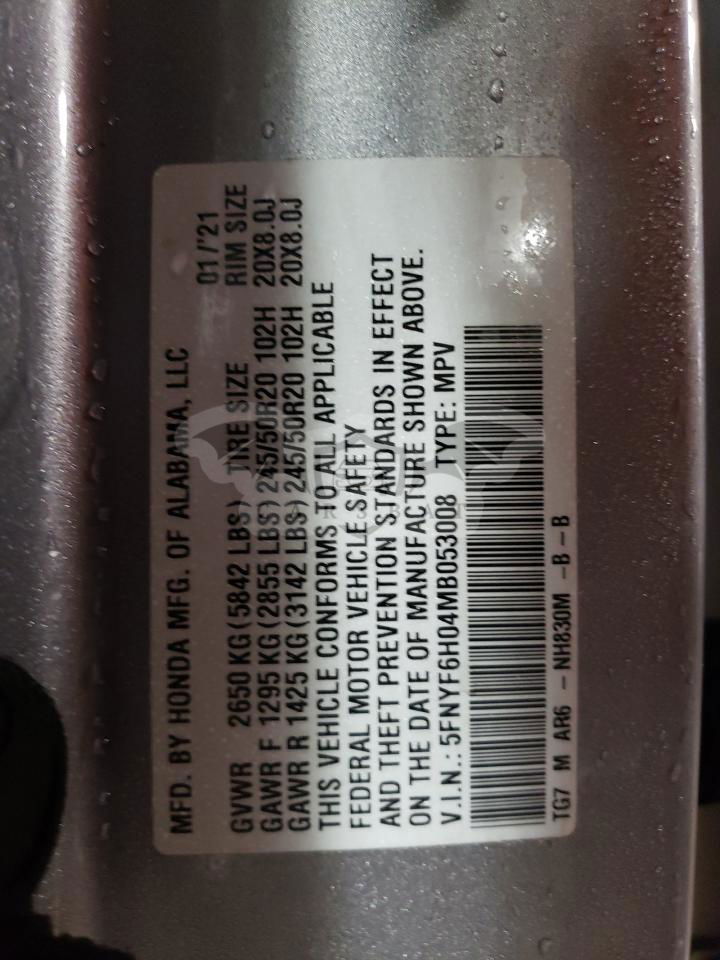 MFD. BY HONDA MFG. OF ALABAMA, LLC 01/'21
GVWR 2650 KG (5842 LBS) TIRE SIZE RIM SIZE
GAWR F 1295 KG (2855 LBS) 245/50R20 102H 20X8.0J
GAWR R 1425 KG (3142 LBS) 245/50R20 102H 20X8.0J
THIS VEHICLE CONFORMS TO ALL APPLICABLE
FEDERAL MOTOR VEHICLE SAFETY
AND THEFT PREVENTION STANDARDS IN EFFECT
ON THE DATE OF MANUFACTURE SHOWN ABOVE.
V.I.N.: 5FNYF6H04MB053008 TYPE: MPV
TG7 M AR6 - NH830M -B-B